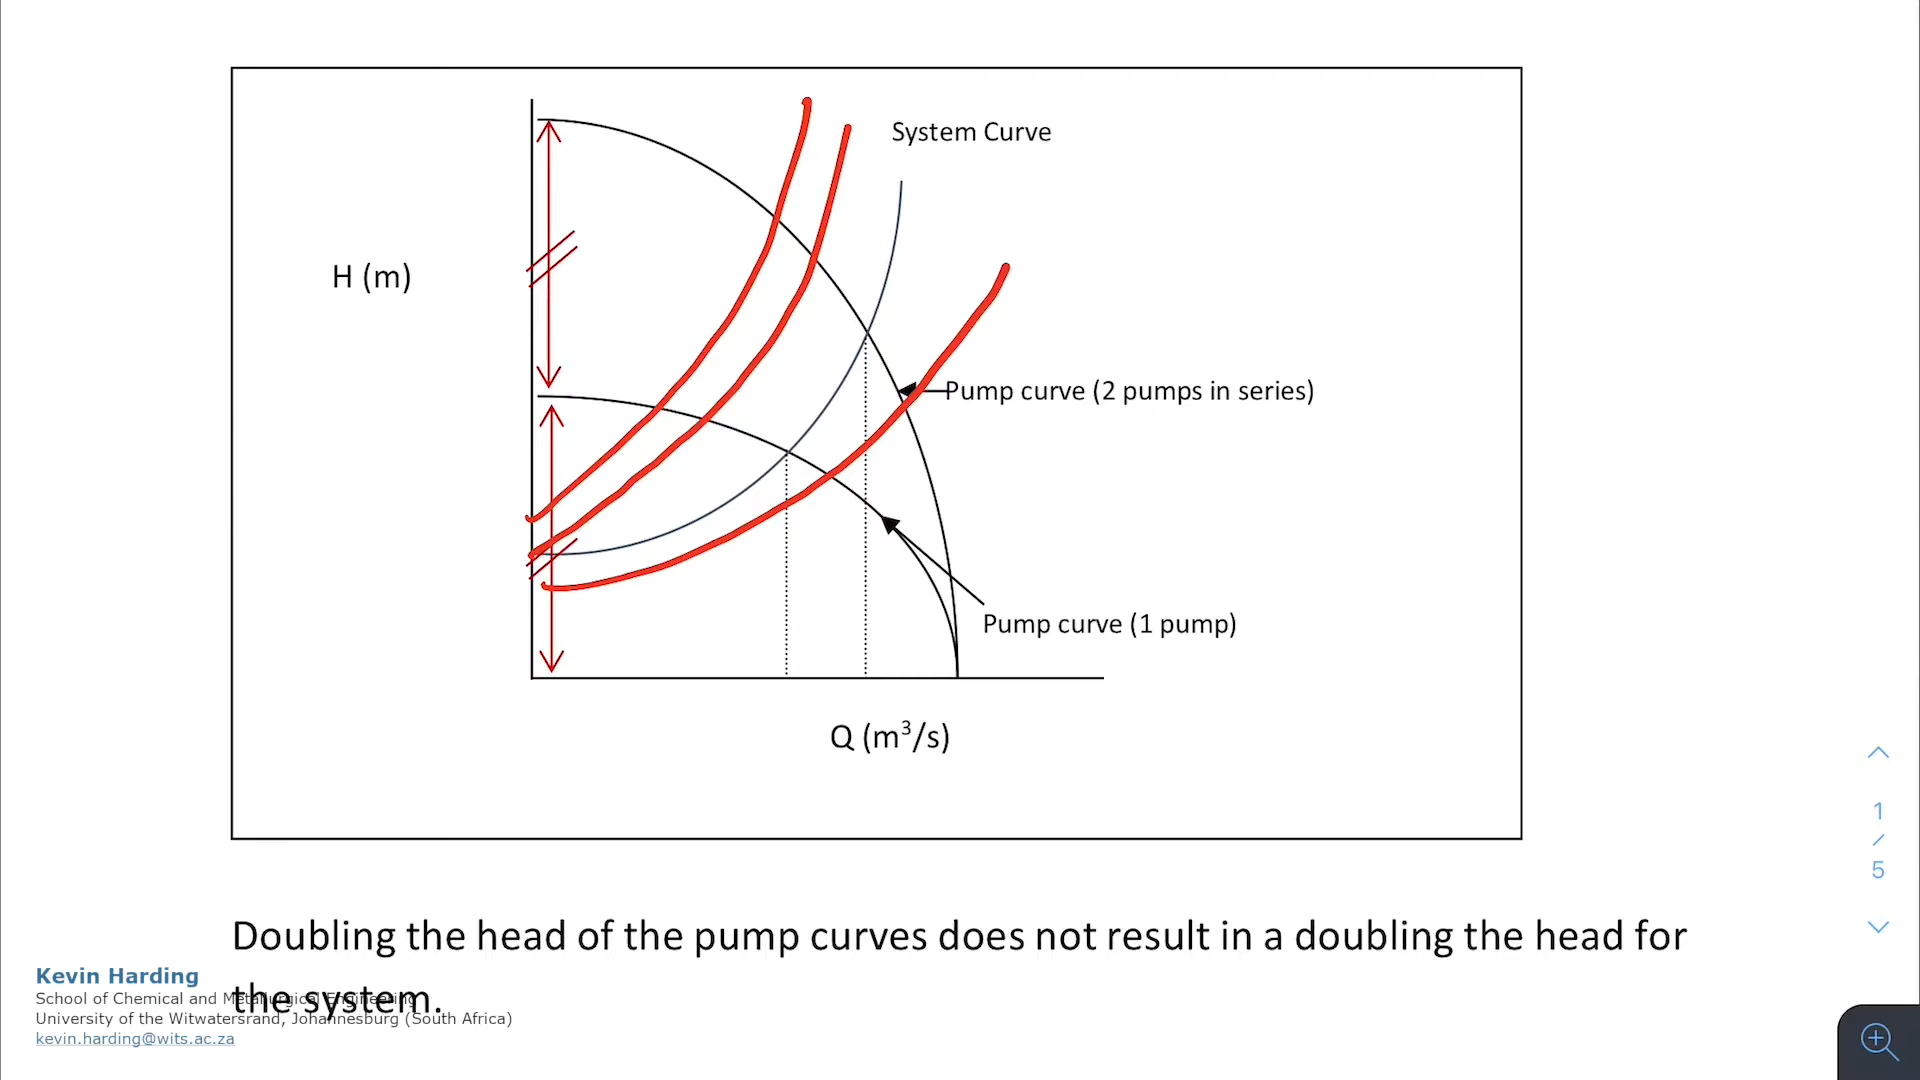 System Curve
H (m)
Pump curve (2 pumps in series)
Pump curve (1 pump)
Q (m³/s)
1
/
5
Doubling the head of the pump curves does not result in a doubling the head for
the system.
Kevin Harding
School of Chemical and Metallurgical Engineering
University of the Witwatersrand, Johannesburg (South Africa)
kevin.harding@wits.ac.za